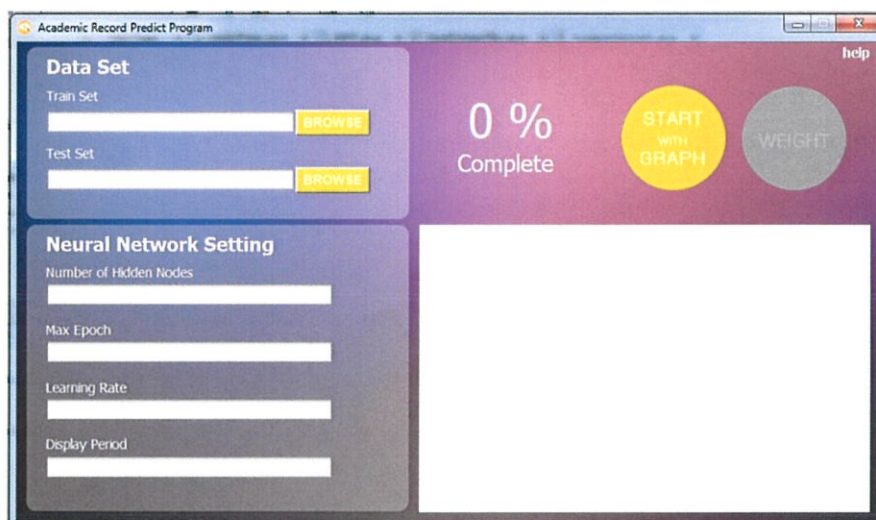 Academic Record Predict Program
help
Data Set
Train Set
BROWSE
Test Set
BROWSE
0 %
Complete
START
WITH
GRAPH
WEIGHT
Neural Network Setting
Number of Hidden Nodes
Max Epoch
Learning Rate
Display Period